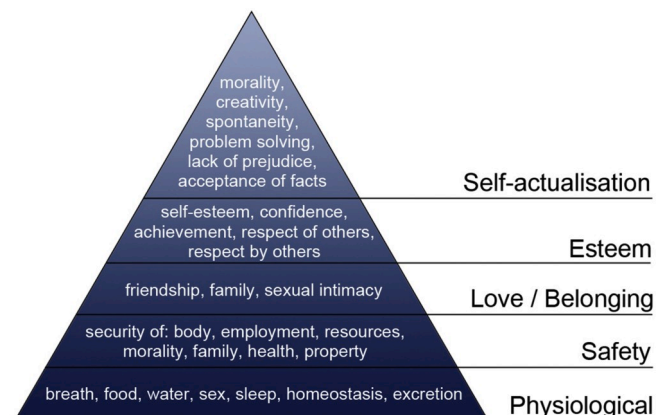 morality,
creativity,
spontaneity,
problem solving,
lack of prejudice,
acceptance of facts
Self-actualisation
self-esteem, confidence,
achievement, respect of others,
respect by others
Esteem
friendship, family, sexual intimacy
Love / Belonging
security of: body, employment, resources,
morality, family, health, property
Safety
breath, food, water, sex, sleep, homeostasis, excretion
Physiological